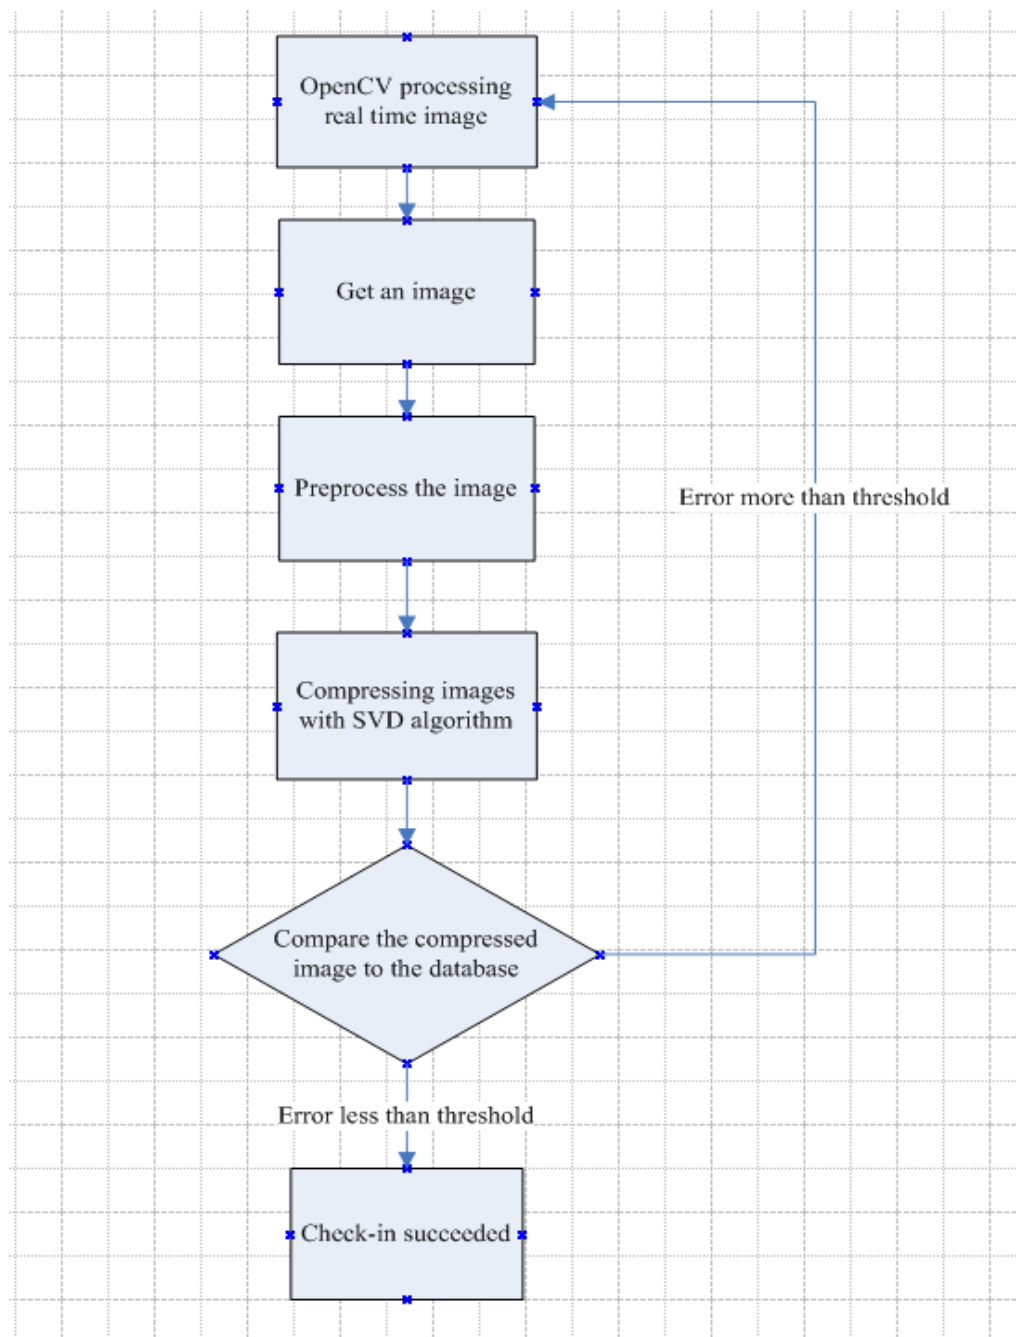 OpenCV processing
real time image
Get an image
Preprocess the image
Error more than threshold
Compressing images
with SVD algorithm
Compare the compressed
image to the database
Error less than threshold
Check-in succeeded